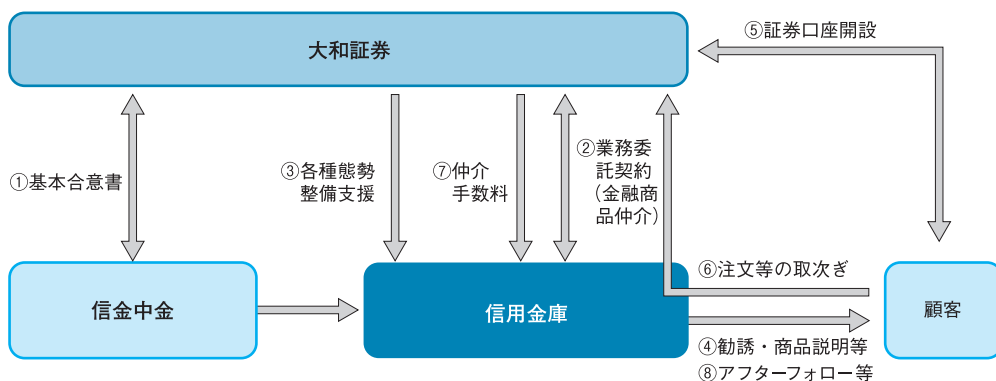 大和証券
⑤証券口座開設
①基本合意書
③各種態勢
整備支援
⑦仲介
手数料
②業務委
託契約
（金融商
品仲介）
信金中金
信用金庫
⑥注文等の取次ぎ
顧客
④勧誘・商品説明等
⑧アフターフォロー等